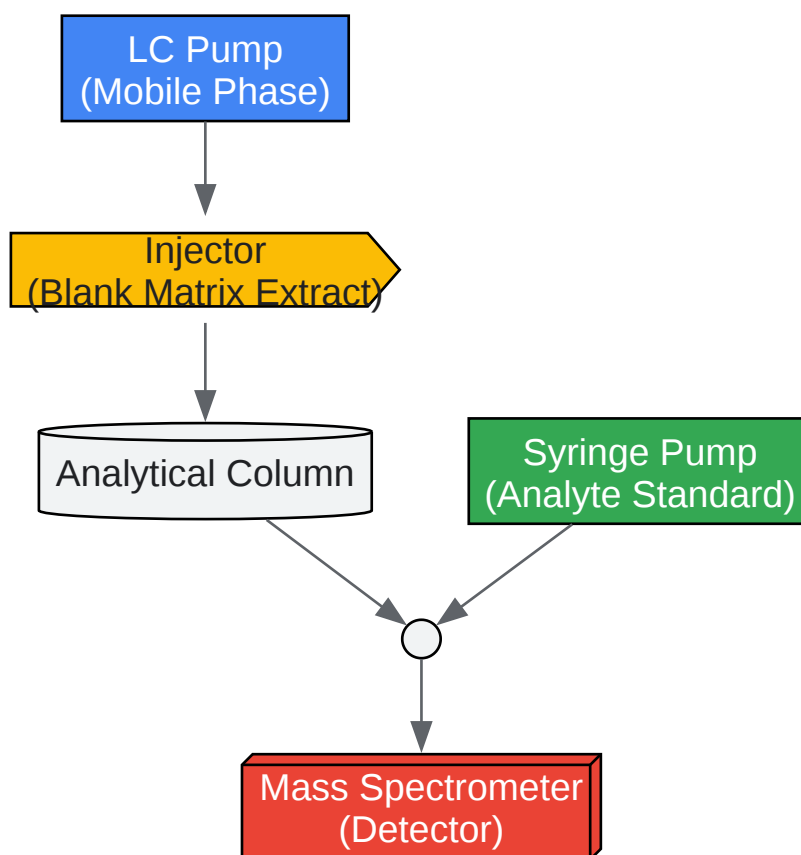 LC Pump
(Mobile Phase)
Injector
(Blank Matrix Extract)
Analytical Column
Syringe Pump
(Analyte Standard)
Mass Spectrometer
(Detector)